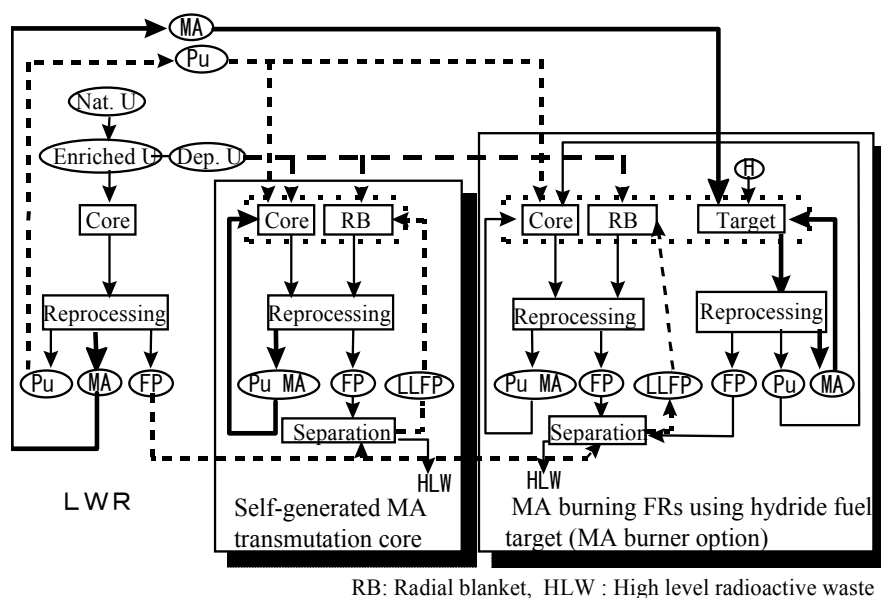 MA
Pu
Nat. U
Enriched U
Dep. U
H
Core
Core
RB
Core
RB
Target
Reprocessing
Reprocessing
Reprocessing
Reprocessing
Pu
MA
FP
Pu MA
FP
LLFP
Pu MA
FP
LLFP
FP
Pu
MA
Separation
Separation
HLW
HLW
LWR
Self-generated MA
transmutation core
MA burning FRs using hydride fuel
target (MA burner option)
RB: Radial blanket, HLW : High level radioactive waste